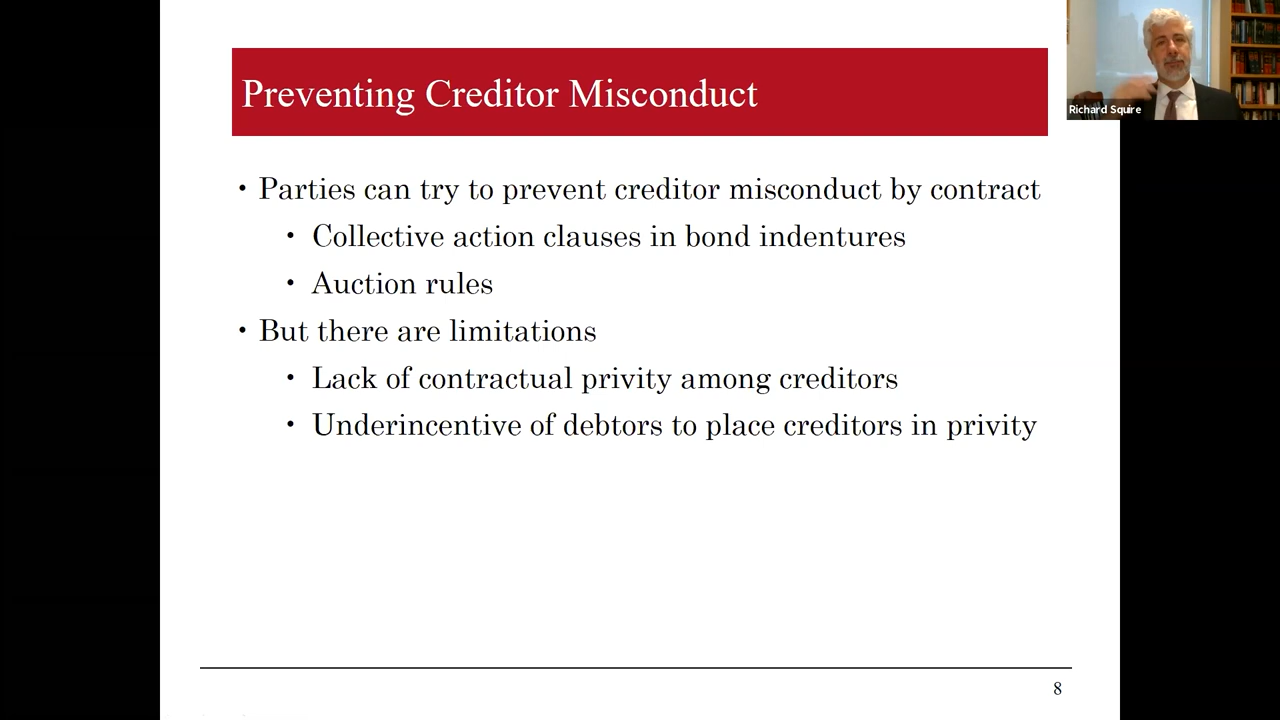 Preventing Creditor Misconduct
Richard Squire
• Parties can try to prevent creditor misconduct by contract
• Collective action clauses in bond indentures
• Auction rules
• But there are limitations
• Lack of contractual privity among creditors
• Underincentive of debtors to place creditors in privity
8